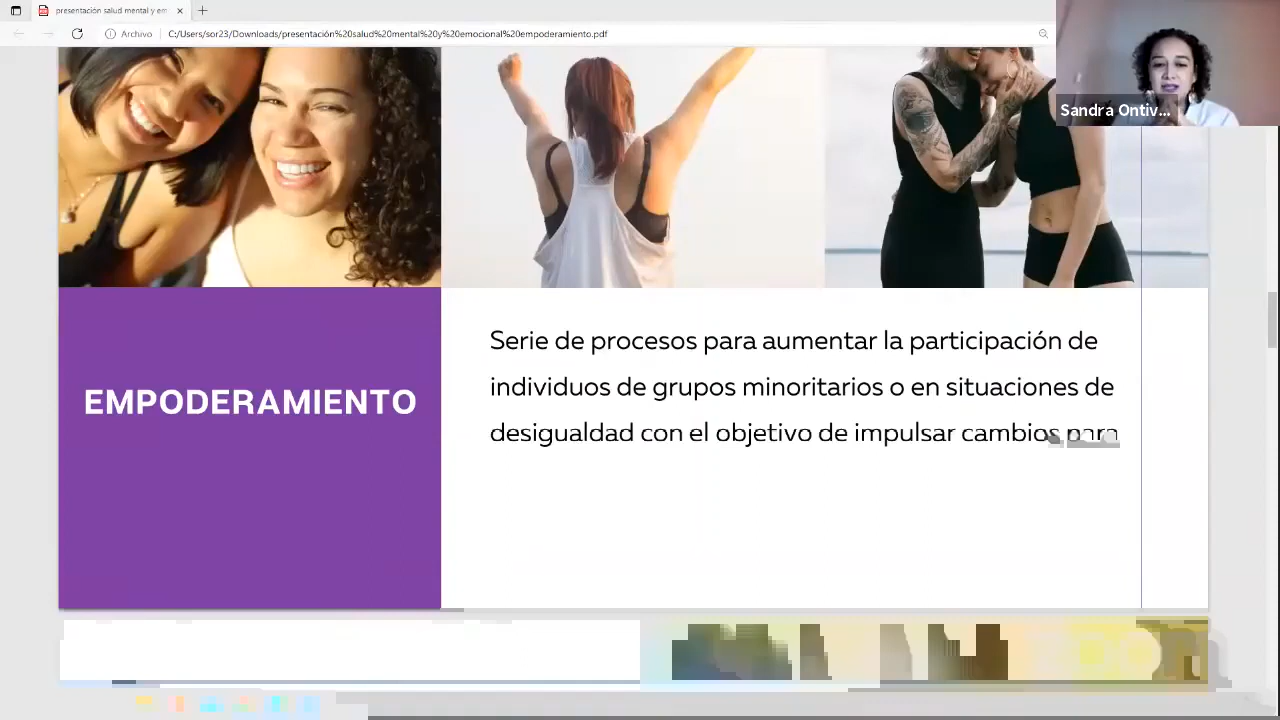 presentación salud mental y em
Archivo
C:/Users/sor23/Downloads/presentación%20salud%20mental%20y%20emocional%20empoderamiento.pdf
Sandra Ontiv...
EMPODERAMIENTO
Serie de procesos para aumentar la participación de
individuos de grupos minoritarios o en situaciones de
desigualdad con el objetivo de impulsar cambios para